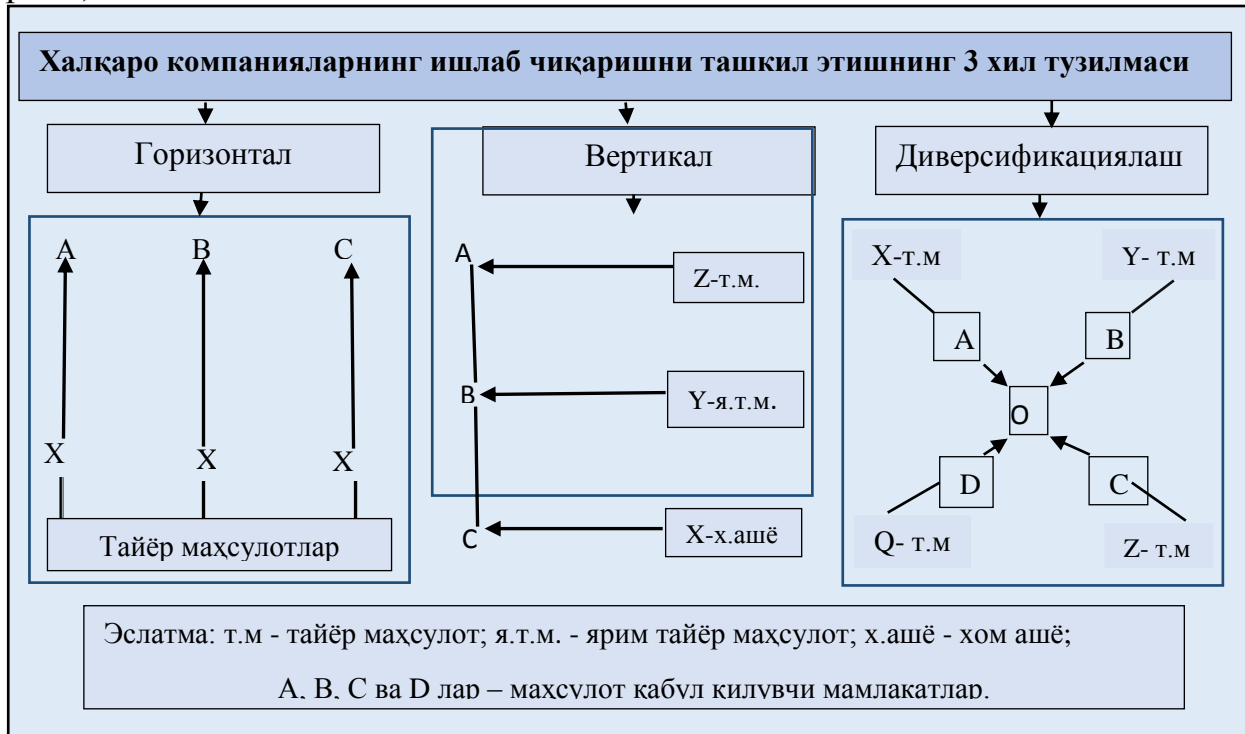 Халқаро компанияларнинг ишлаб чиқаришни ташкил этишнинг 3 хил тузилмаси
Горизонтал
Вертикал
Диверсификациялаш
A B C
X X X
Тайёр маҳсулотлар
A
Z-т.м.
B
Y-я.т.м.
C
X-х.ашё
X-т.м
Y- т.м
A
B
O
D
C
Q- т.м
Z- т.м
Эслатма: т.м - тайёр маҳсулот; я.т.м. - ярим тайёр маҳсулот; х.ашё - хом ашё;
A, B, C ва D лар – маҳсулот қабул қилувчи мамлакатлар.